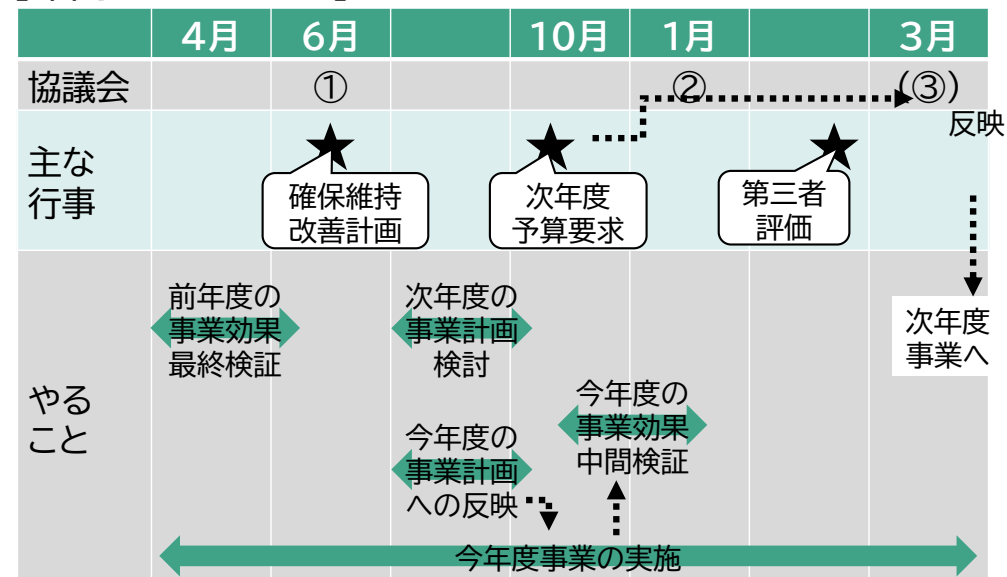 4月 6月 10月 1月 3月
協議会 ① ② (③)
反映
主な
行事
確保維持
改善計画
次年度
予算要求
第三者
評価
やる
こと
前年度の
事業効果
最終検証
次年度の
事業計画
検討
次年度
事業へ
今年度の
事業効果
中間検証
今年度の
事業計画
への反映
今年度事業の実施